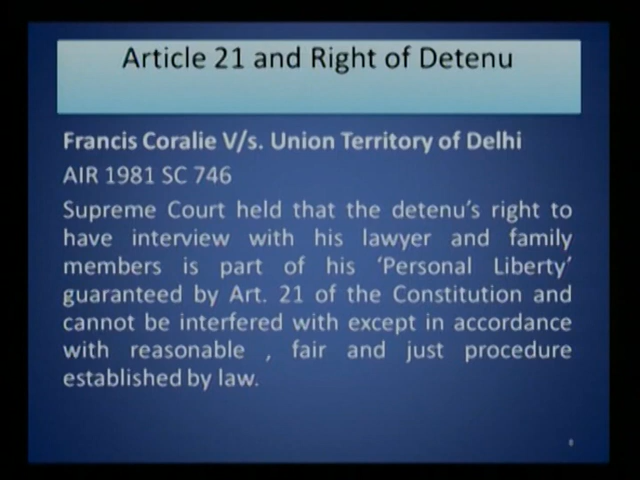 Article 21 and Right of Detenu
Francis Coralie V/s. Union Territory of Delhi
AIR 1981 SC 746
Supreme Court held that the detenu's right to
have interview with his lawyer and family
members is part of his 'Personal Liberty'
guaranteed by Art. 21 of the Constitution and
cannot be interfered with except in accordance
with reasonable , fair and just procedure
established by law.